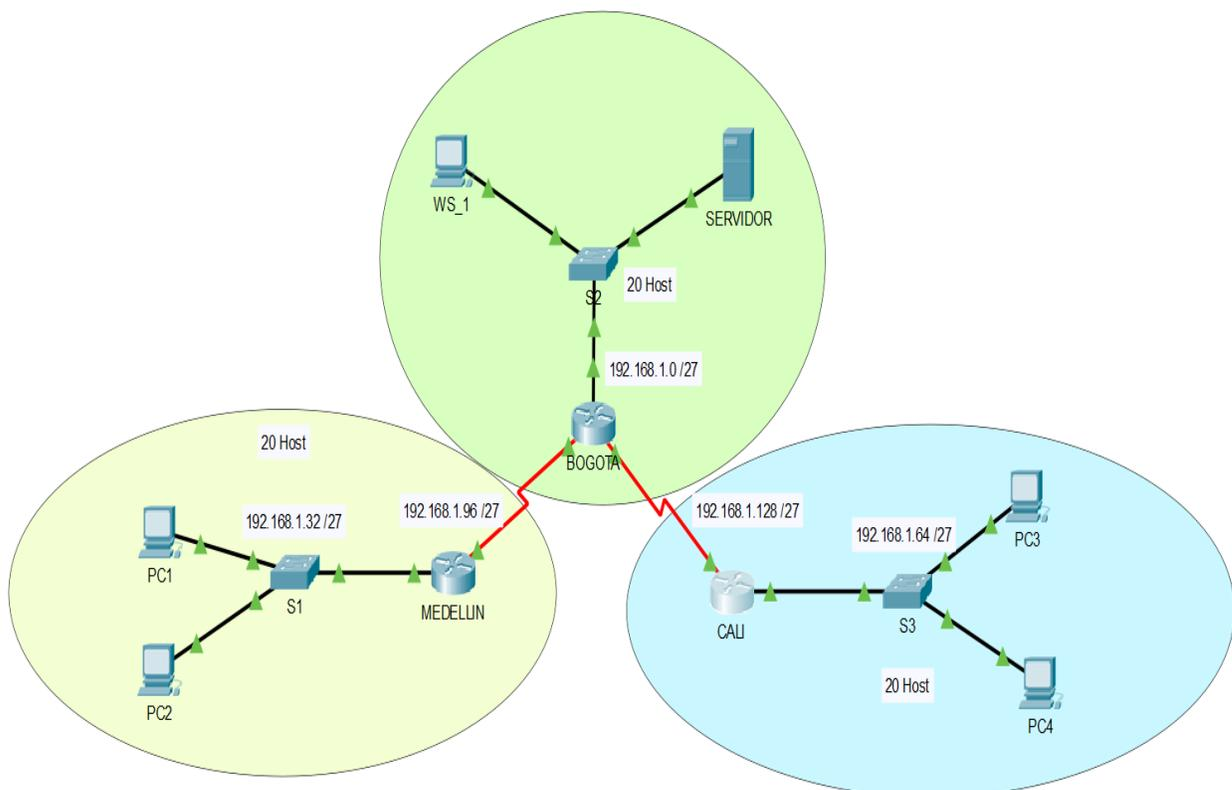 WS_1
SERVIDOR
S2
20 Host
192.168.1.0 /27
BOGOTA
20 Host
192.168.1.32 /27
192.168.1.96 /27
PC1
S1
MEDELLIN
PC2
192.168.1.128 /27
192.168.1.64 /27
PC3
CALI
S3
20 Host
PC4